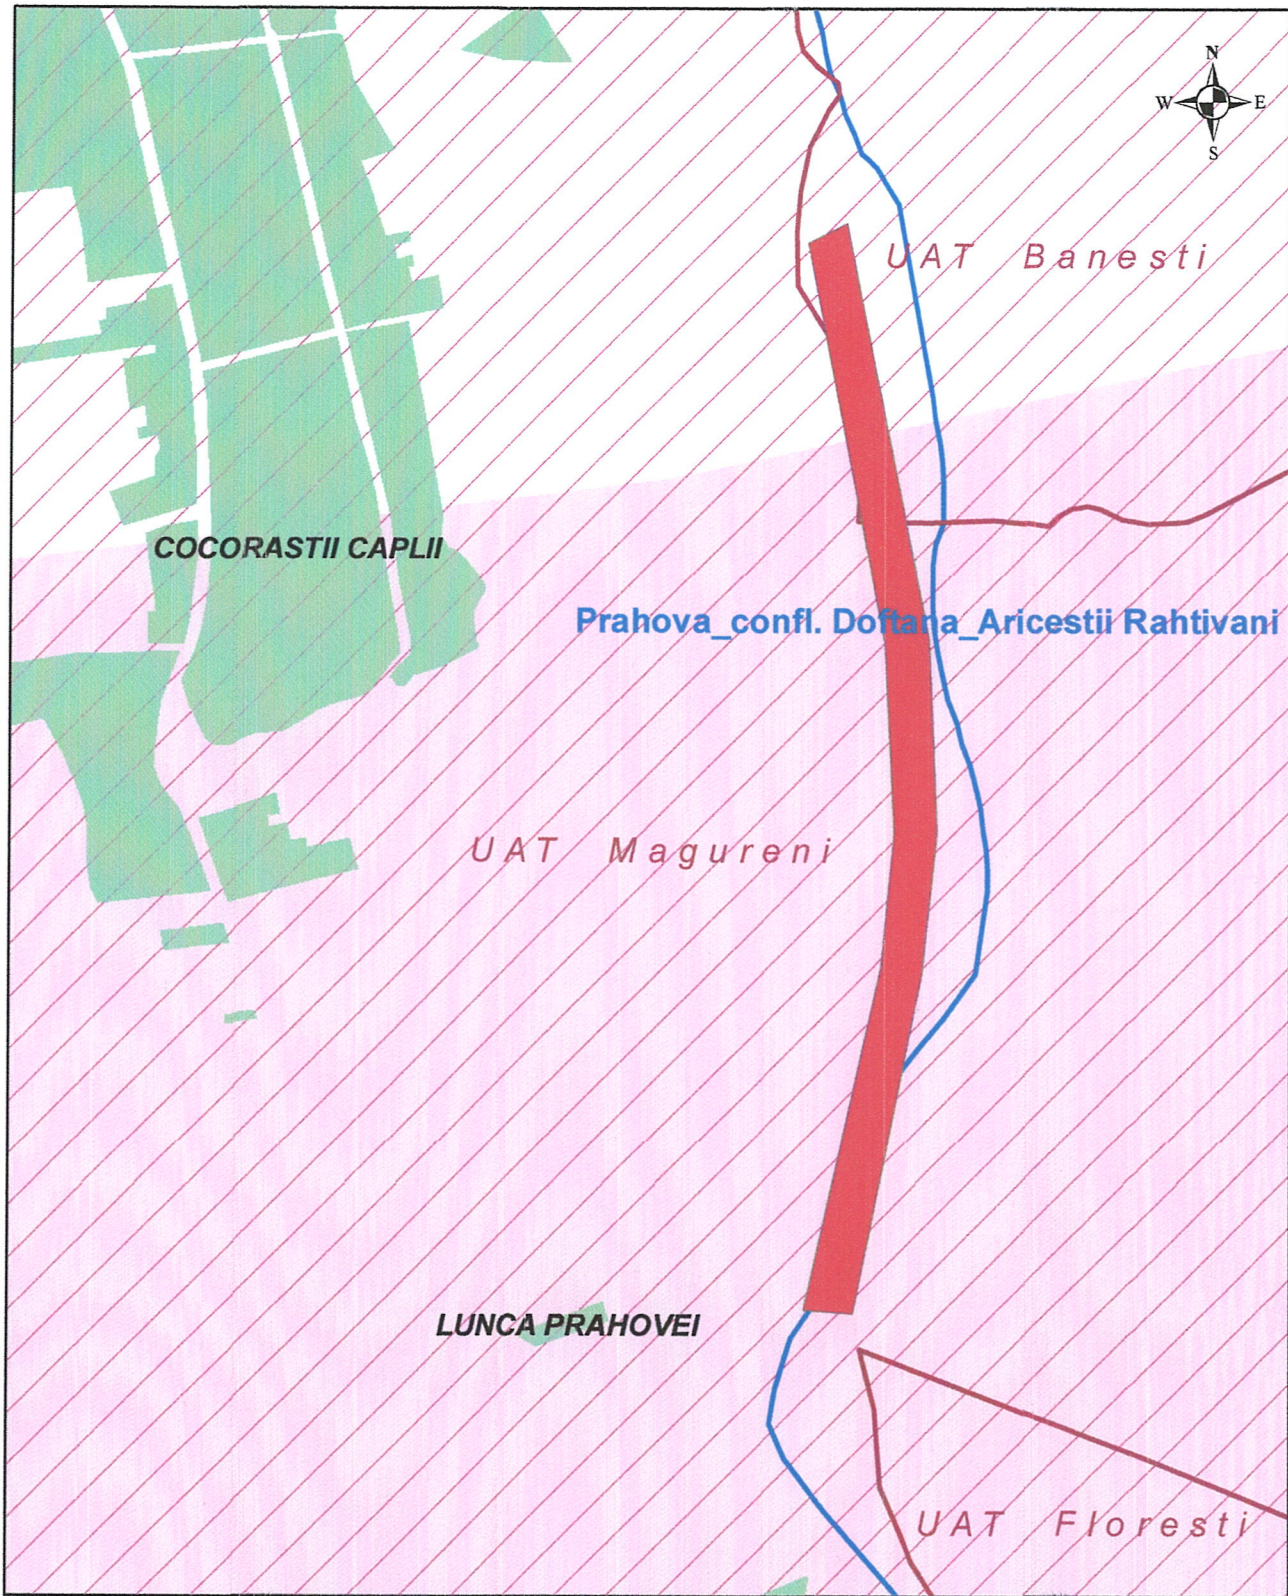 N
W E
S
UAT Banesti
COCORASTII CAPLII
Prahova_confl. Doftana_Aricestii Rahtivani
UAT Magureni
LUNCA PRAHOVEI
UAT Floresti